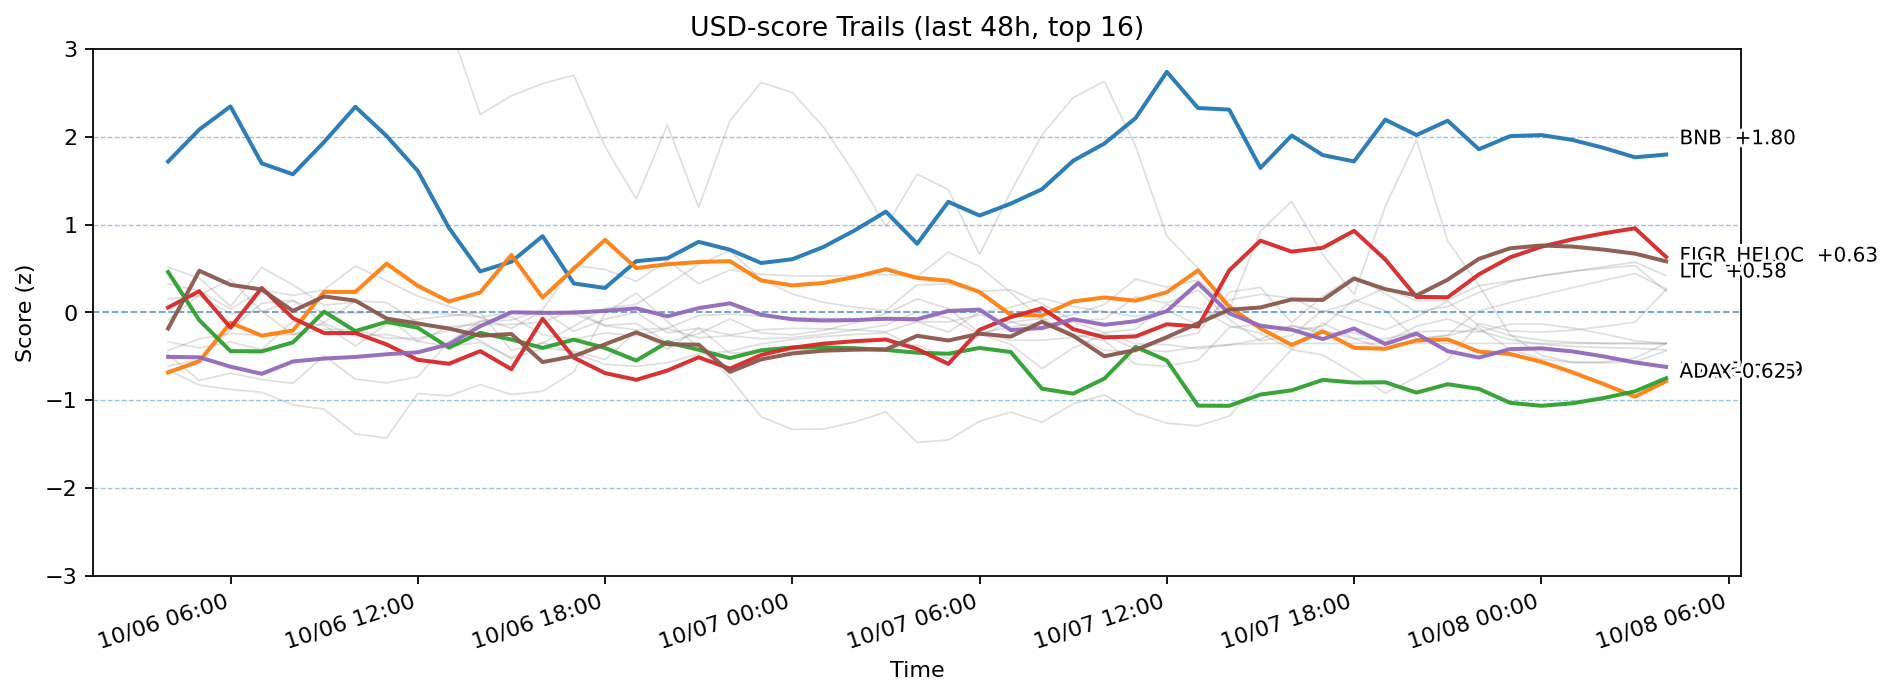 USD-score Trails (last 48h, top 16)
Score (z)
3
2
1
0
−1
−2
−3
BNB +1.80
FIGR_HELOC +0.63
LTC +0.58
10/06 06:00
10/06 12:00
10/06 18:00
10/07 00:00
10/07 06:00
10/07 12:00
10/07 18:00
10/08 00:00
10/08 06:00
Time